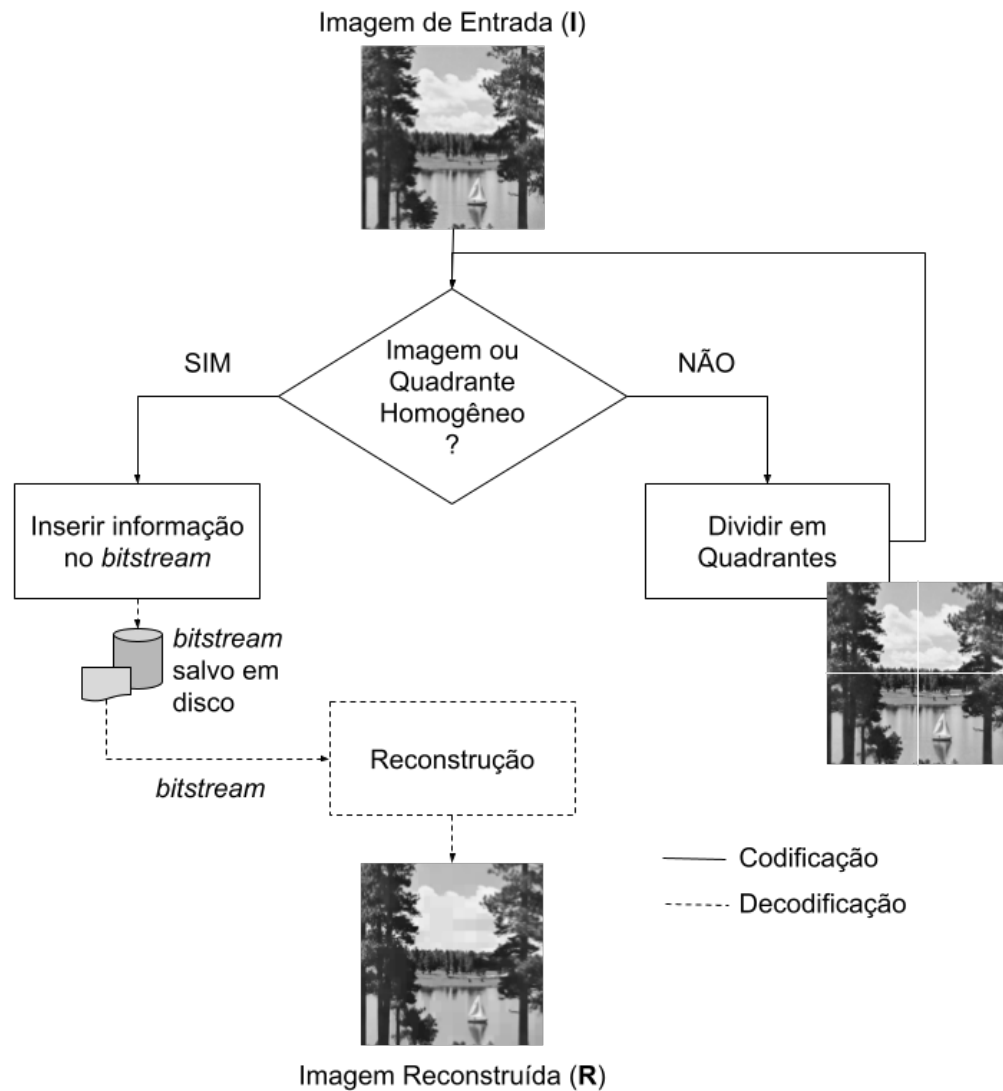 Imagem de Entrada (I)
SIM
Imagem ou
Quadrante
Homogêneo
?
NÃO
Inserir informação
no bitstream
Dividir em
Quadrantes
bitstream
salvo em
disco
bitstream
Reconstrução
Codificação
Decodificação
Imagem Reconstruída (R)